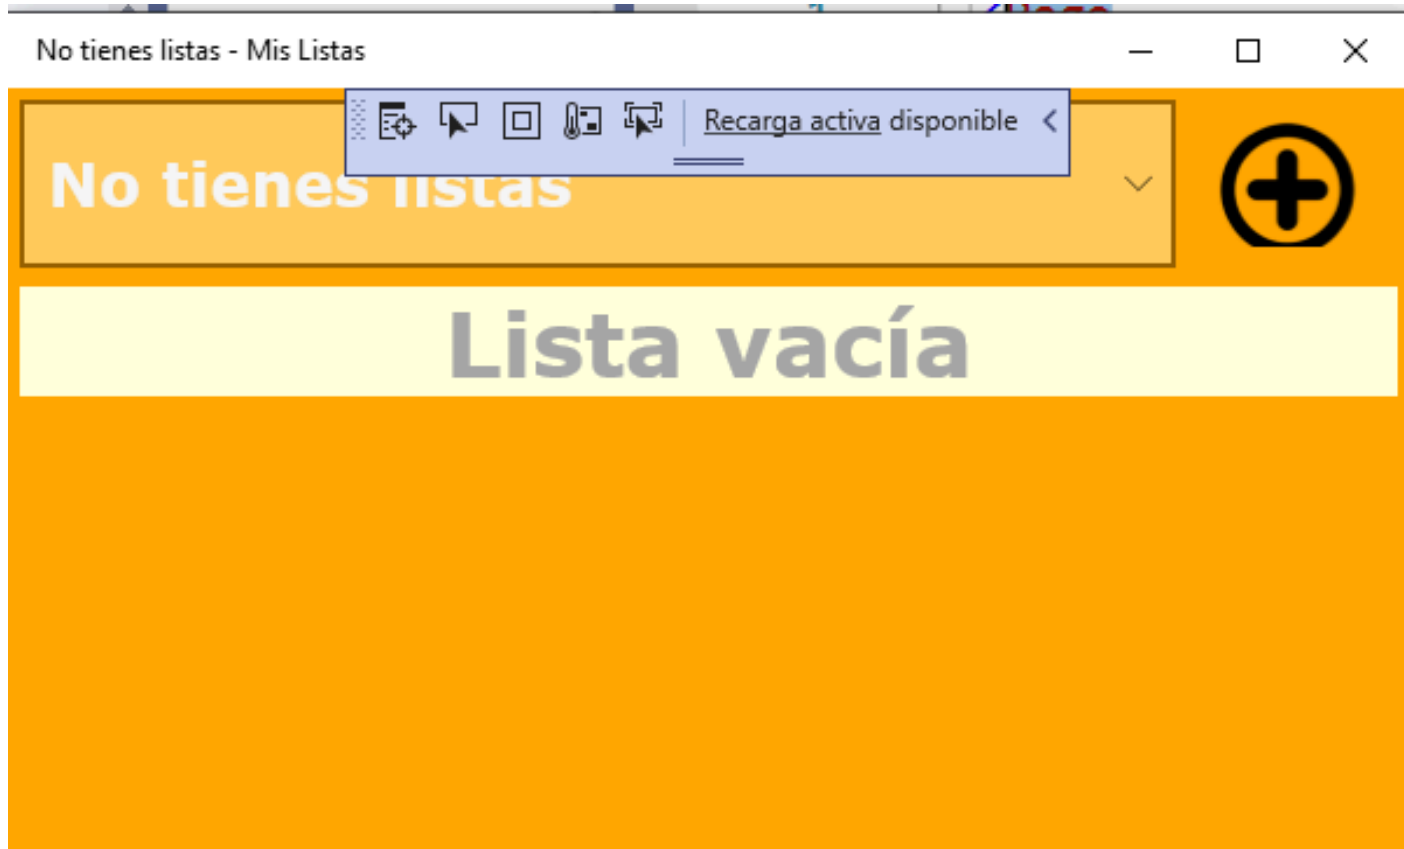 No tienes listas - Mis Listas
Recarga activa disponible
No tienes listas
Lista vacía